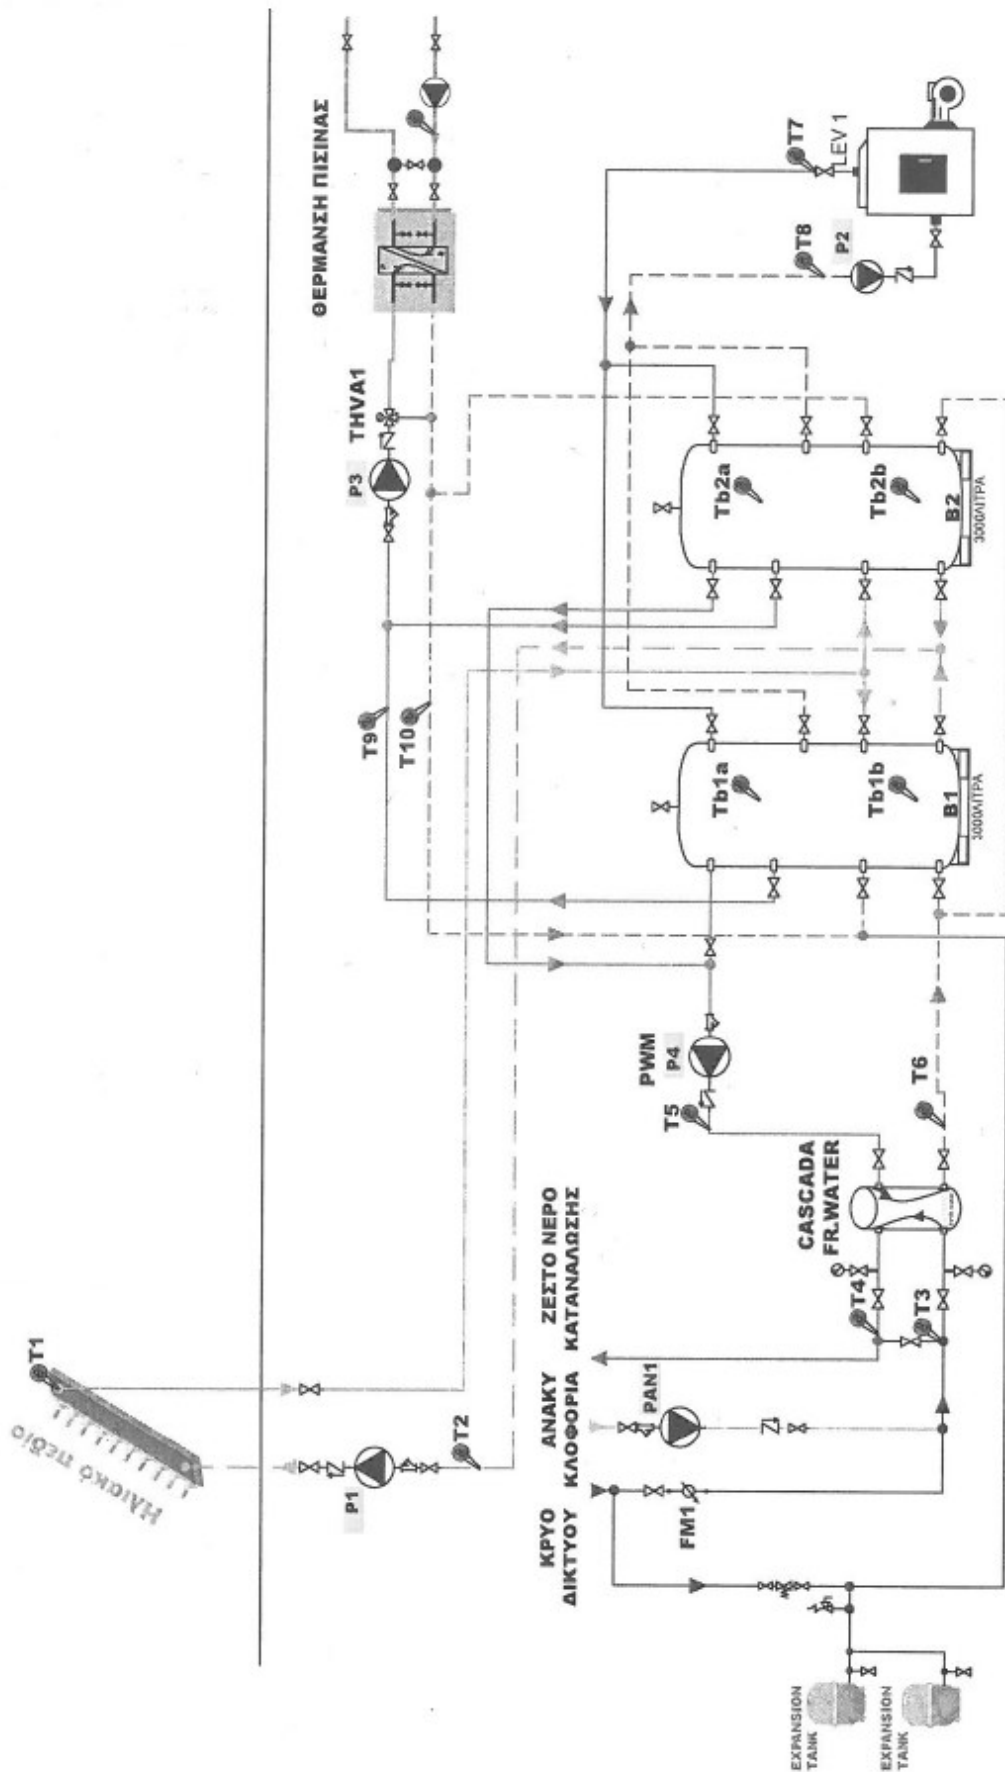 Ηλιακό πεδίο
T1
P1
T2
ΚΡΥΟ
ΔΙΚΤΥΟΥ
ΑΝΑΚΥ
ΚΛΟΦΟΡΙΑ
ΖΕΣΤΟ ΝΕΡΟ
ΚΑΤΑΝΑΛΩΣΗΣ
FM1
PAN1
EXPANSION
TANK
EXPANSION
TANK
T4
T3
CASCADA
FR.WATER
T5
T6
PWM
P4
T9
T10
Tb1a
Tb1b
B1
3000ΛΙΤΡΑ
Tb2a
Tb2b
B2
3000ΛΙΤΡΑ
P3
THVA1
ΘΕΡΜΑΝΣΗ ΠΙΣΙΝΑΣ
T8
P2
T7
LEV 1